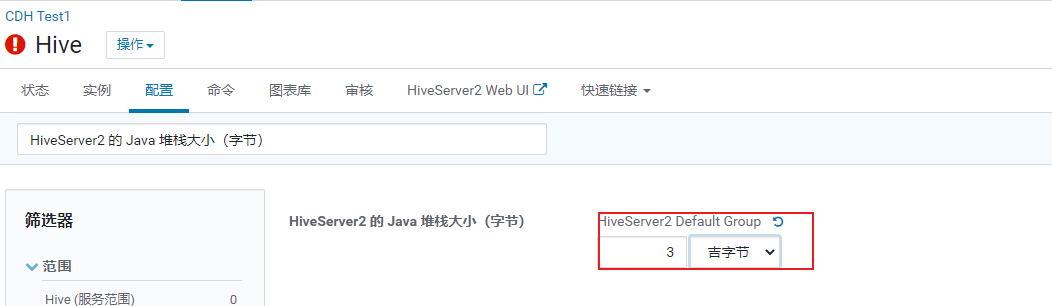 CDH Test1
Hive 操作
状态 实例 配置 命令 图表库 审核 HiveServer2 Web UI 快速链接
HiveServer2 的 Java 堆栈大小（字节）
筛选器
HiveServer2 的 Java 堆栈大小（字节） HiveServer2 Default Group
3 吉字节
范围
Hive (服务范围) 0